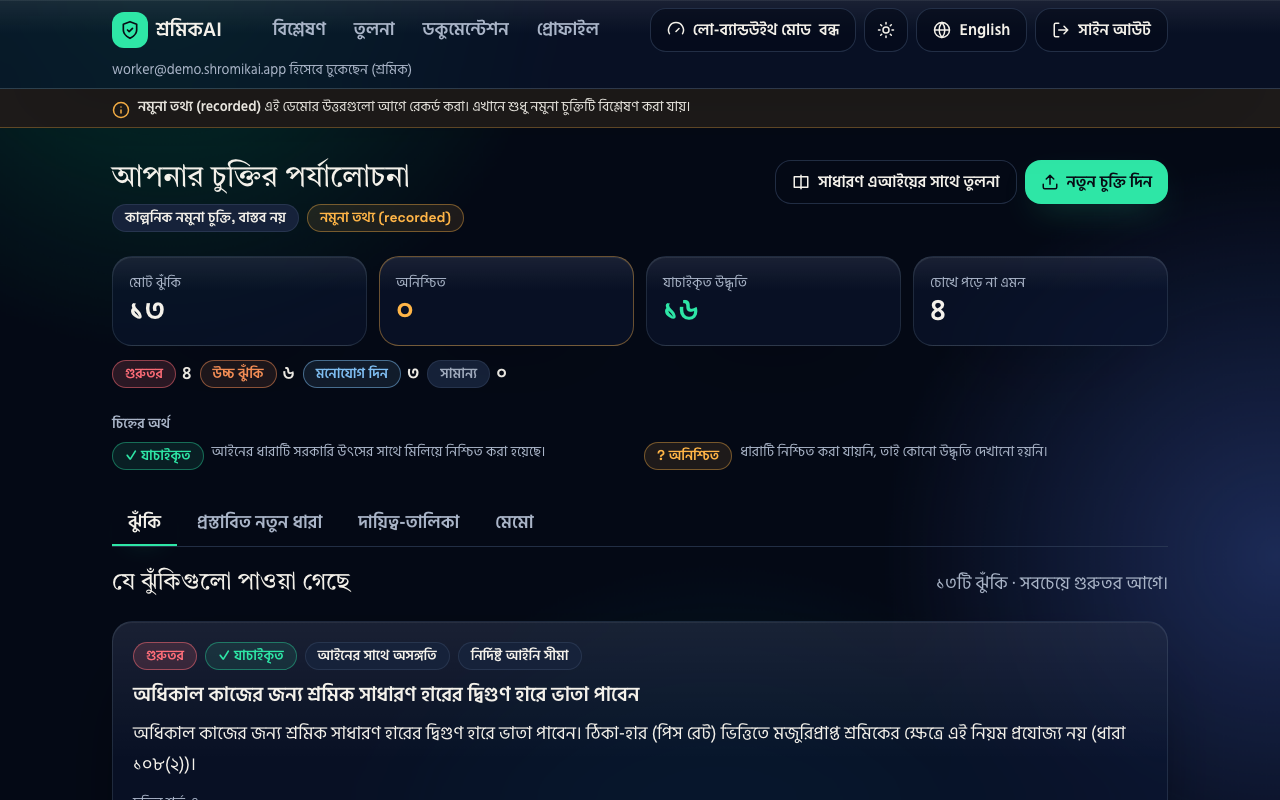 শ্রমিকAI
বিশ্লেষণ তুলনা ডকুমেন্টেশন প্রোফাইল লো-ব্যান্ডউইথ মোড বন্ধ English সাইন আউট
worker@demo.shromikai.app হিসেবে ঢুকেছেন (শ্রমিক)
নমুনা তথ্য (recorded) এই ডেমোর উত্তরগুলো আগে রেকর্ড করা। এখানে শুধু নমুনা চুক্তিটি বিশ্লেষণ করা যায়।
আপনার চুক্তির পর্যালোচনা
সাধারণ এআইয়ের সাথে তুলনা নতুন চুক্তি দিন
কাল্পনিক নমুনা চুক্তি, বাস্তব নয় নমুনা তথ্য (recorded)
মোট ঝুঁকি অনিশ্চিত যাচাইকৃত উদ্ধৃতি চোখে পড়ে না এমন
১৩ ০ ১৬ ৪
গুরুতর ৪ উচ্চ ঝুঁকি ৬ মনোযোগ দিন ৩ সামান্য ০
চিহ্নের অর্থ
✓ যাচাইকৃত আইনের ধারাটি সরকারি উৎসের সাথে মিলিয়ে নিশ্চিত করা হয়েছে। ? অনিশ্চিত ধারাটি নিশ্চিত করা যায়নি, তাই কোনো উদ্ধৃতি দেখানো হয়নি।
ঝুঁকি প্রস্তাবিত নতুন ধারা দায়িত্ব-তালিকা মেমো
যে ঝুঁকিগুলো পাওয়া গেছে ১৩টি ঝুঁকি · সবচেয়ে গুরুতর আগে।
গুরুতর ✓ যাচাইকৃত আইনের সাথে অসঙ্গতি নির্দিষ্ট আইনি সীমা
অধিকাল কাজের জন্য শ্রমিক সাধারণ হারের দ্বিগুণ হারে ভাতা পাবেন
অধিকাল কাজের জন্য শ্রমিক সাধারণ হারের দ্বিগুণ হারে ভাতা পাবেন। ঠিকা-হার (পিস রেট) ভিত্তিতে মজুরিপ্রাপ্ত শ্রমিকের ক্ষেত্রে এই নিয়ম প্রযোজ্য নয় (ধারা
১০৮(২))।